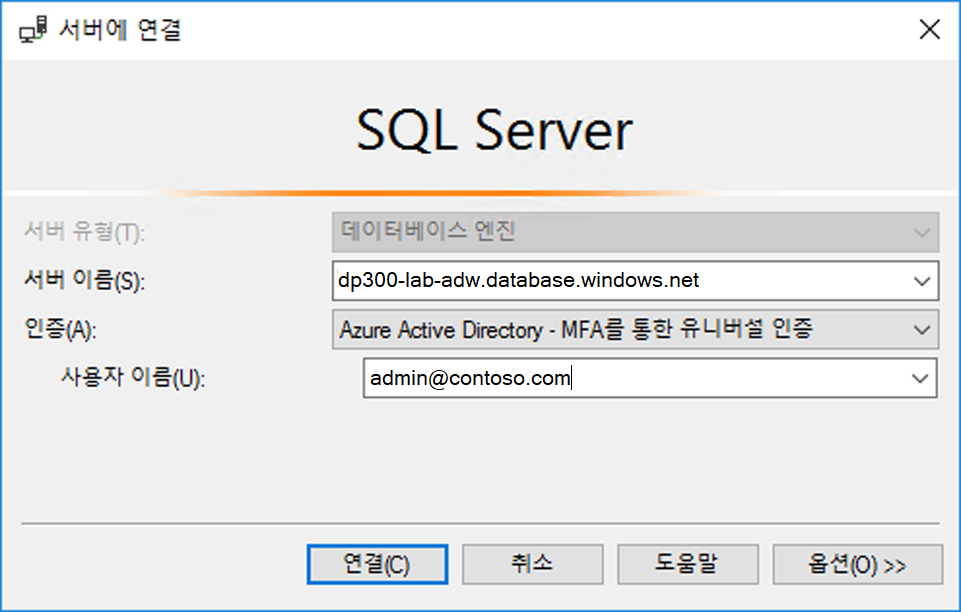 서버에 연결
SQL Server
서버 유형(T): 데이터베이스 엔진
서버 이름(S): dp300-lab-adw.database.windows.net
인증(A): Azure Active Directory - MFA를 통한 유니버설 인증
사용자 이름(U): admin@contoso.com
연결(C) 취소 도움말 옵션(O) >>